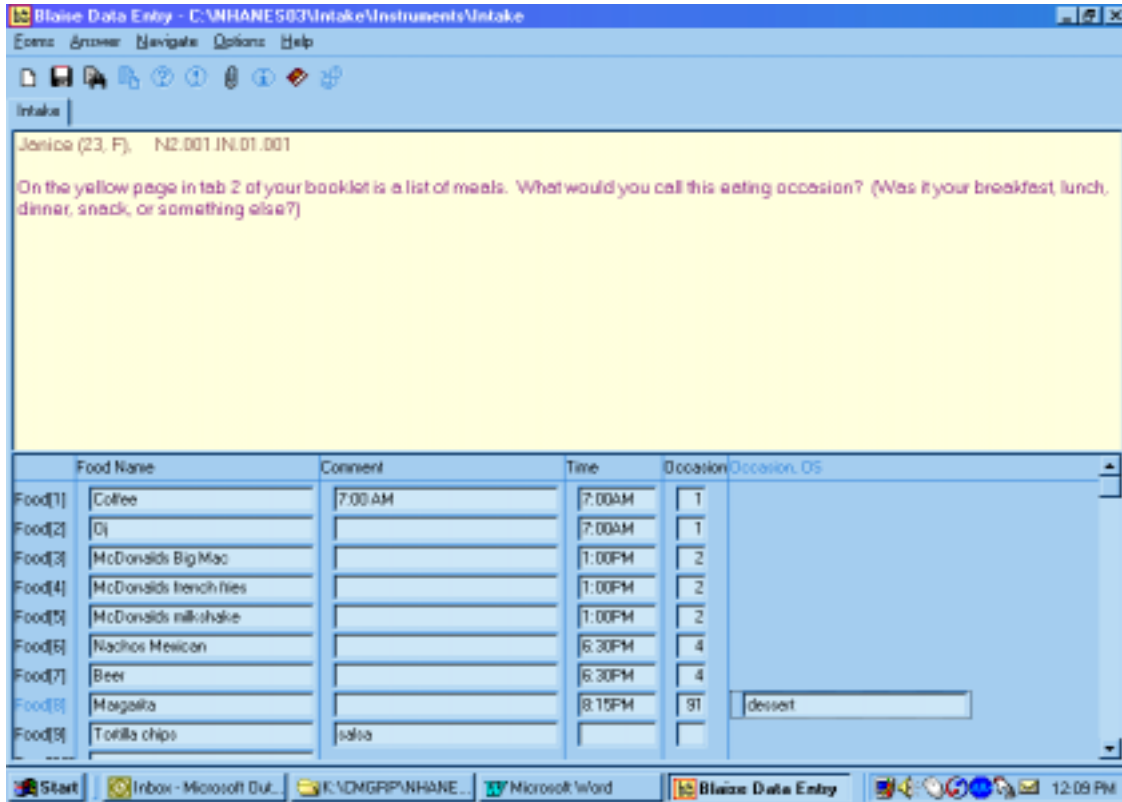 Blaise Data Entry - C:\NHANES03\Intake\Instruments\Intake
Forms Answer Navigate Options Help
Intake
Janice (23, F), N2.001.IN.01.001
On the yellow page in tab 2 of your booklet is a list of meals. What would you call this eating occasion? (Was it your breakfast, lunch,
dinner, snack, or something else?)
Food Name Comment Time Occasion Occasion, OS
Food[1] Coffee 7:00 AM 7:00AM 1
Food[2] Oj 7:00AM 1
Food[3] McDonalds Big Mac 1:00PM 2
Food[4] McDonalds french fries 1:00PM 2
Food[5] McDonalds milkshake 1:00PM 2
Food[6] Nachos Mexican 6:30PM 4
Food[7] Beer 6:30PM 4
Food[8] Margarita 8:15PM 91 dessert
Food[9] Tortilla chips salsa
Start Inbox - Microsoft Out... K:\CMGRP\NHANE... Microsoft Word Blaise Data Entry 12:09 PM